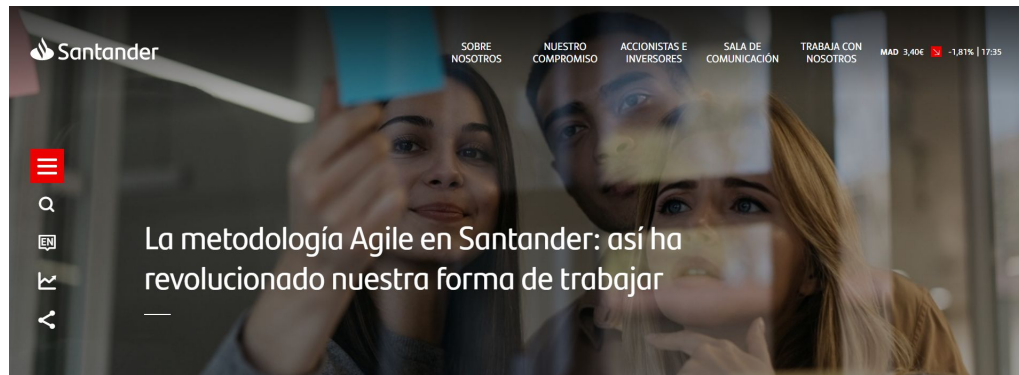 Santander
SOBRE
NOSOTROS
NUESTRO
COMPROMISO
ACCIONISTAS E
INVERSORES
SALA DE
COMUNICACIÓN
TRABAJA CON
NOSOTROS
MAD 3,40€ -1,81% | 17:35
EN
La metodología Agile en Santander: así ha
revolucionado nuestra forma de trabajar